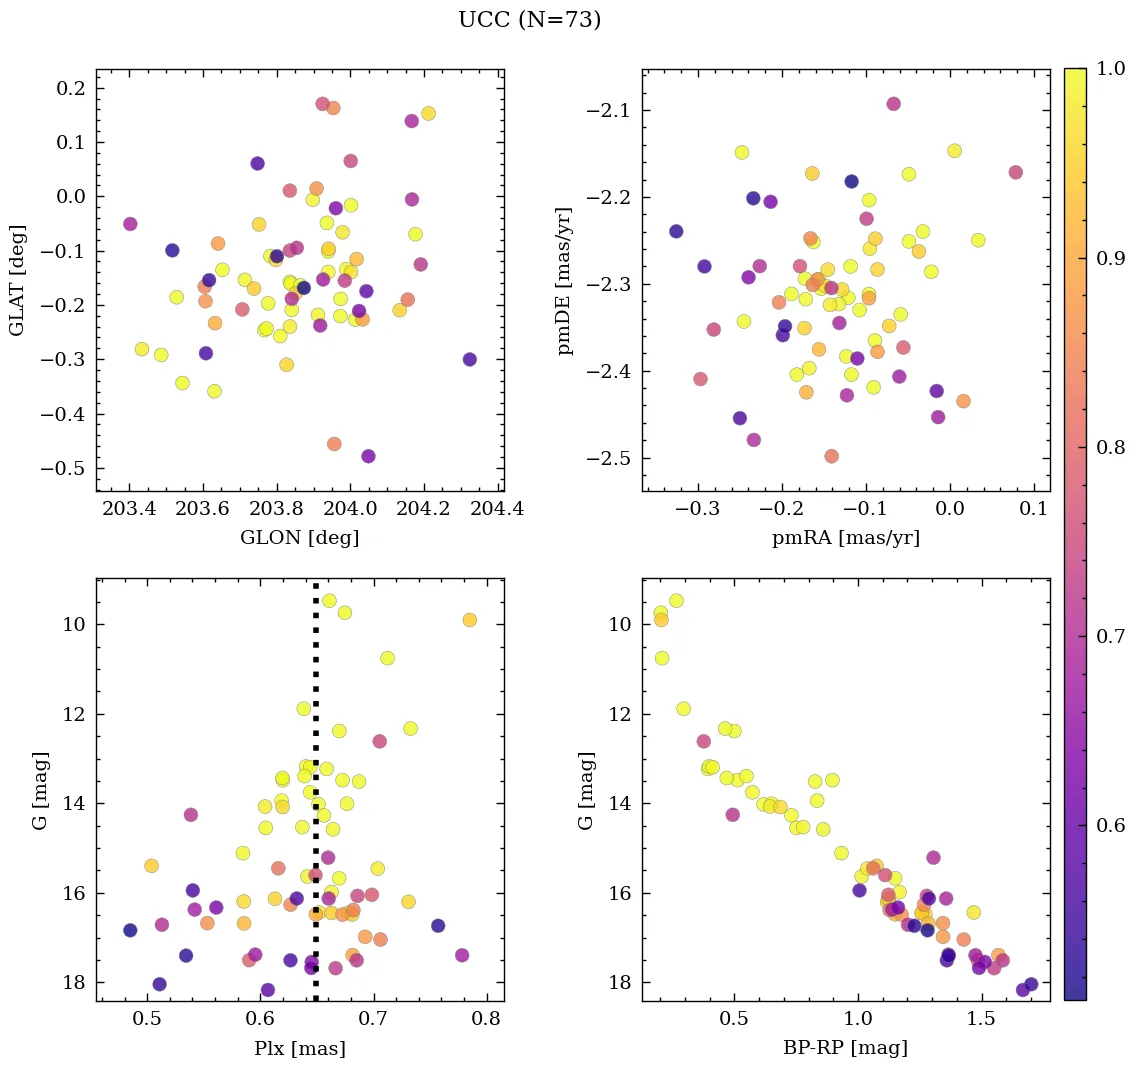 UCC (N=73)
0.2
0.1
0.0
−0.1
−0.2
−0.3
−0.4
−0.5
GLAT [deg]
203.4 203.6 203.8 204.0 204.2 204.4
GLON [deg]
−2.1
−2.2
−2.3
−2.4
−2.5
pmDE [mas/yr]
−0.3 −0.2 −0.1 0.0 0.1
pmRA [mas/yr]
10
12
14
16
18
G [mag]
0.5 0.6 0.7 0.8
Plx [mas]
10
12
14
16
18
G [mag]
0.5 1.0 1.5
BP-RP [mag]
1.0
0.9
0.8
0.7
0.6